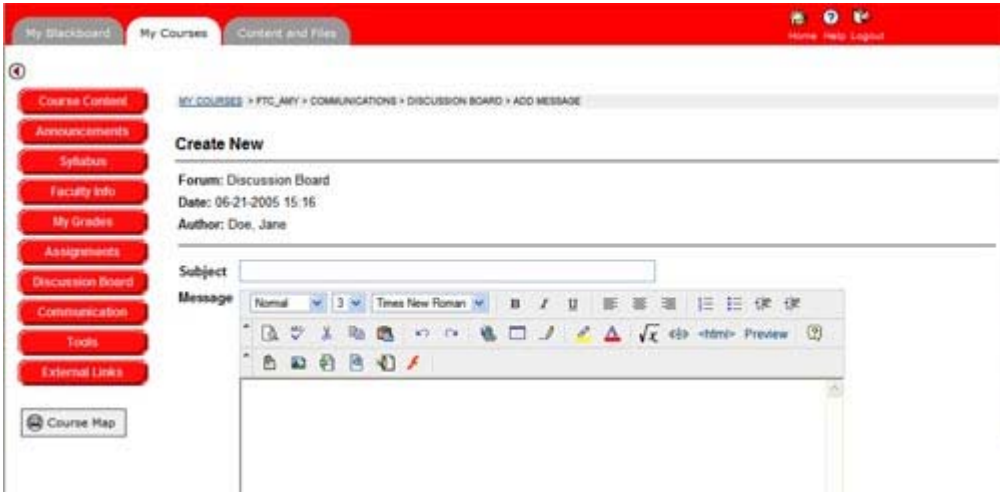 My Blackboard My Courses Content and Files
Home Help Logout
Course Content
Announcements
Syllabus
Faculty Info
My Grades
Assignments
Discussion Board
Communication
Tools
External Links
Course Map
MY COURSES > FTC_AMY > COMMUNICATIONS > DISCUSSION BOARD > ADD MESSAGE
Create New
Forum: Discussion Board
Date: 06-21-2005 15:16
Author: Doe, Jane
Subject
Message
Normal 3 Times New Roman B I U
√x <html> Preview